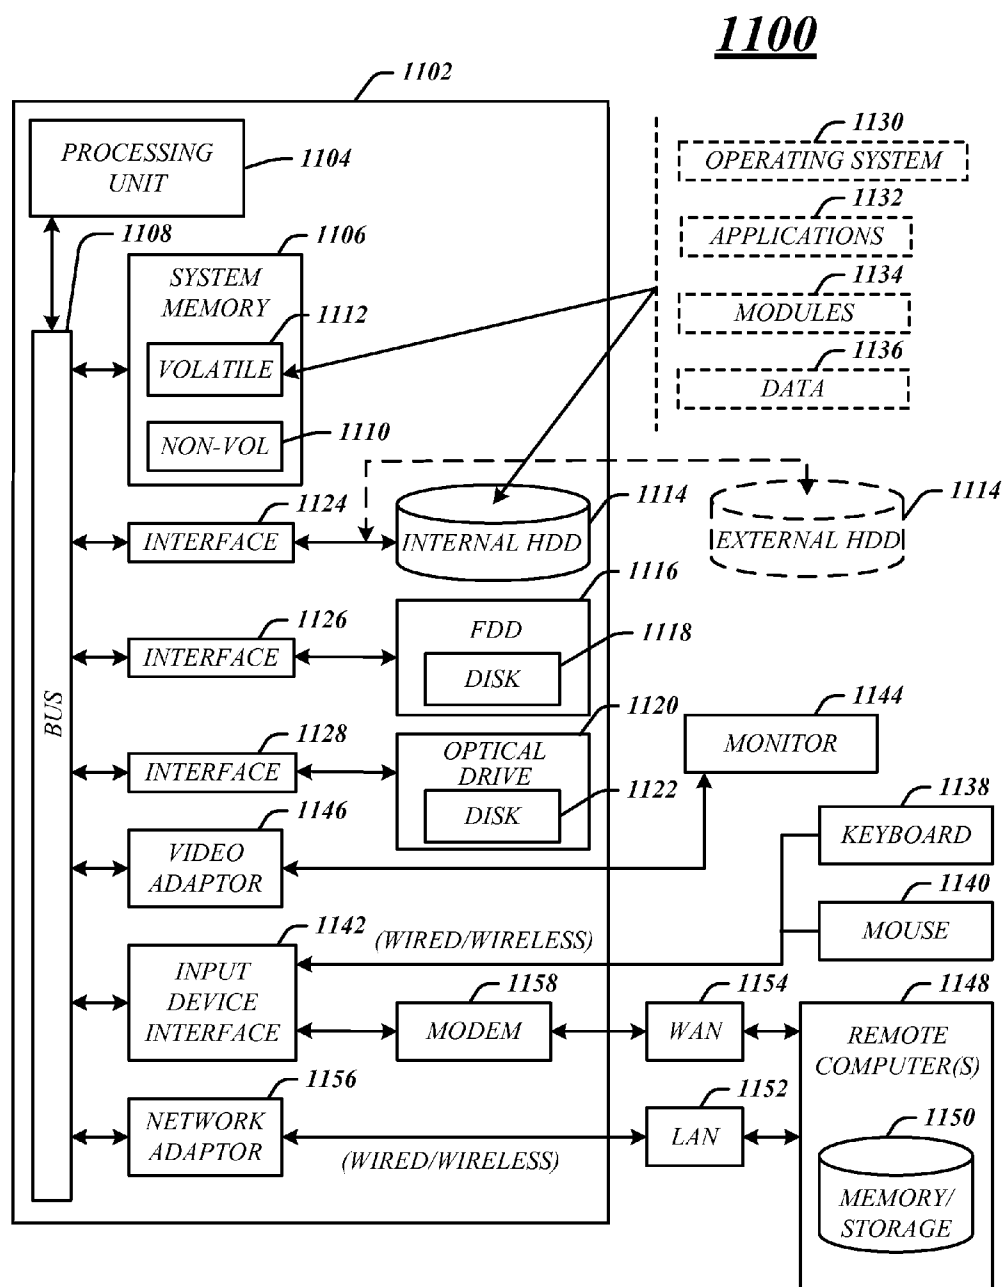 1100
1102
PROCESSING
UNIT
1104
1108
1106
SYSTEM
MEMORY
1112
VOLATILE
1110
NON-VOL
1130
OPERATING SYSTEM
1132
APPLICATIONS
1134
MODULES
1136
DATA
BUS
1124
INTERFACE
1114
INTERNAL HDD
1114
EXTERNAL HDD
1126
INTERFACE
1116
FDD
1118
DISK
1128
INTERFACE
1120
OPTICAL
DRIVE
1122
DISK
1144
MONITOR
1146
VIDEO
ADAPTOR
1138
KEYBOARD
1140
MOUSE
1142
INPUT
DEVICE
INTERFACE
(WIRED/WIRELESS)
1158
MODEM
1154
WAN
1148
REMOTE
COMPUTER(S)
1156
NETWORK
ADAPTOR
(WIRED/WIRELESS)
1152
LAN
1150
MEMORY/
STORAGE